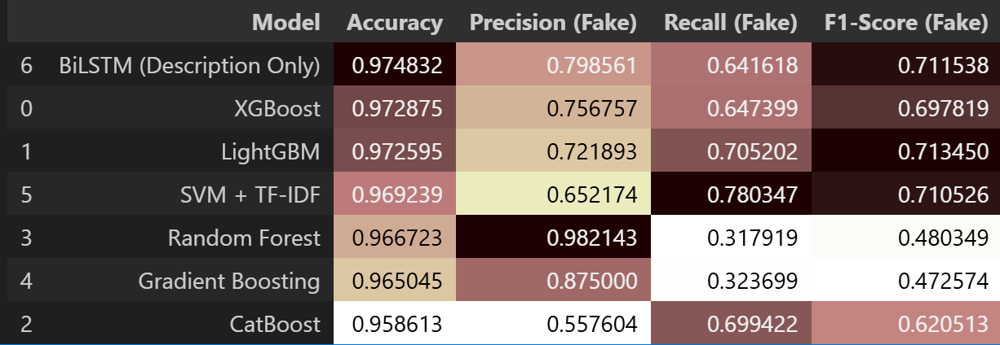 Model Accuracy Precision (Fake) Recall (Fake) F1-Score (Fake)
6 BiLSTM (Description Only) 0.974832 0.798561 0.641618 0.711538
0 XGBoost 0.972875 0.756757 0.647399 0.697819
1 LightGBM 0.972595 0.721893 0.705202 0.713450
5 SVM + TF-IDF 0.969239 0.652174 0.780347 0.710526
3 Random Forest 0.966723 0.982143 0.317919 0.480349
4 Gradient Boosting 0.965045 0.875000 0.323699 0.472574
2 CatBoost 0.958613 0.557604 0.699422 0.620513